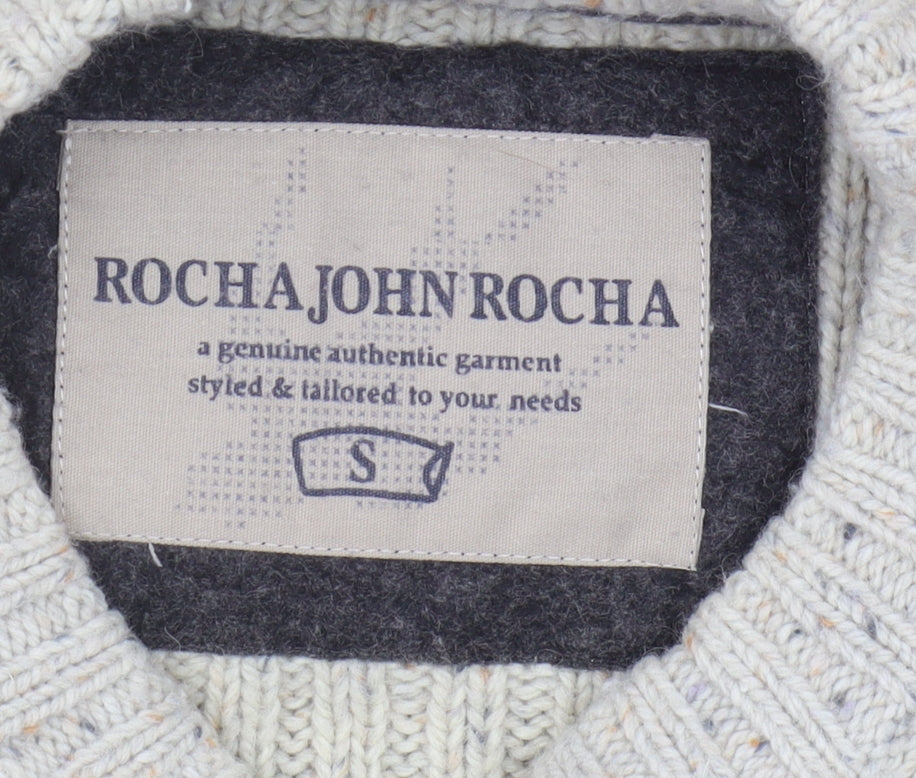 ROCHA JOHN ROCHA
a genuine authentic garment
styled & tailored to your needs
S